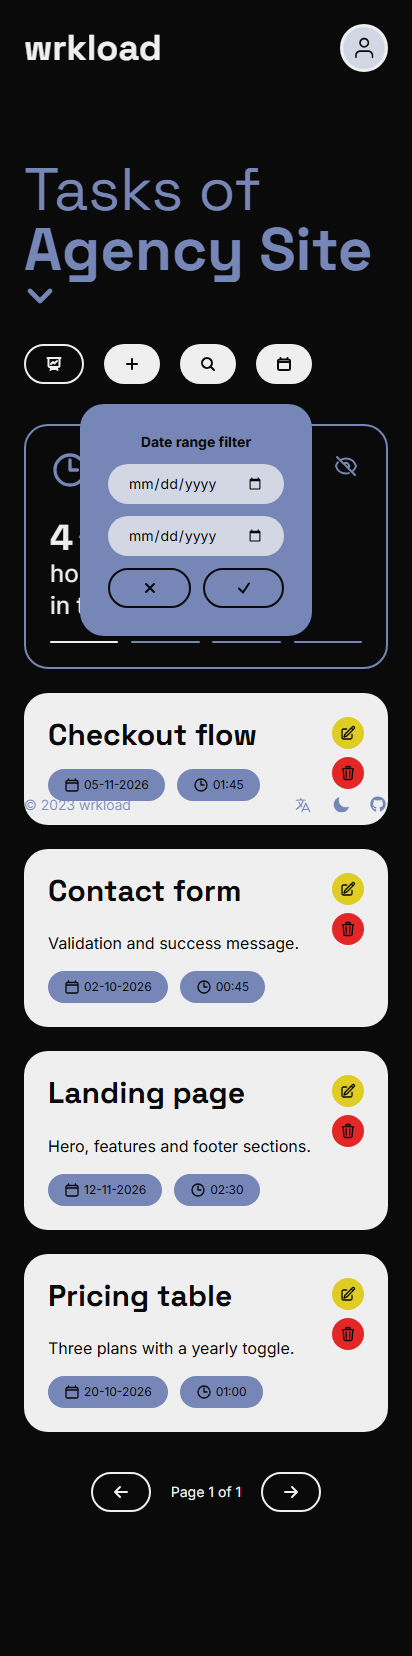 wrkload
Tasks of
Agency Site
Date range filter
mm/dd/yyyy
mm/dd/yyyy
4
ho
in t
Checkout flow
05-11-2026 01:45
© 2023 wrkload
Contact form
Validation and success message.
02-10-2026 00:45
Landing page
Hero, features and footer sections.
12-11-2026 02:30
Pricing table
Three plans with a yearly toggle.
20-10-2026 01:00
Page 1 of 1